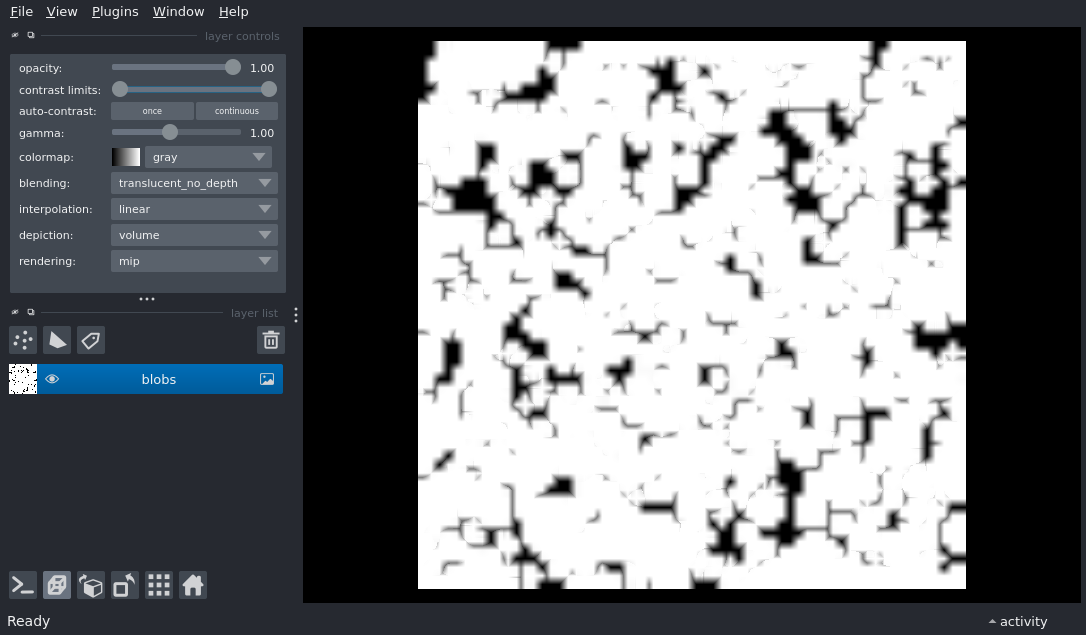 File View Plugins Window Help
layer controls
opacity: 1.00
contrast limits:
auto-contrast: once continuous
gamma: 1.00
colormap: gray
blending: translucent_no_depth
interpolation: linear
depiction: volume
rendering: mip
layer list
blobs
Ready activity